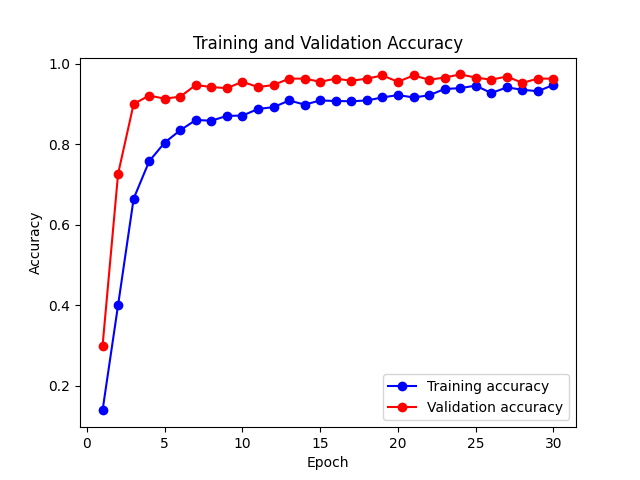 Training and Validation Accuracy
1.0
0.8
0.6
0.4
0.2
Accuracy
0
5
10
15
20
25
30
Epoch
Training accuracy
Validation accuracy